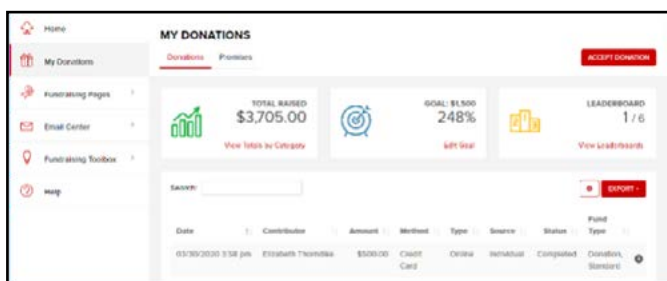 Home
My Donations
Fundraising Pages
Email Center
Fundraising Toolbox
Help
MY DONATIONS
Donations Promises
ACCEPT DONATION
TOTAL RAISED
$3,705.00
View Totals by Category
GOAL: $1,500
248%
Edit Goal
LEADERBOARD
1 / 6
View Leaderboards
Search:
EXPORT
Date Contributor Amount Method Type Source Status Fund Type
03/30/2020 3:58 pm Elizabeth Thorndike $500.00 Credit Card Online Individual Completed Donation, Standard